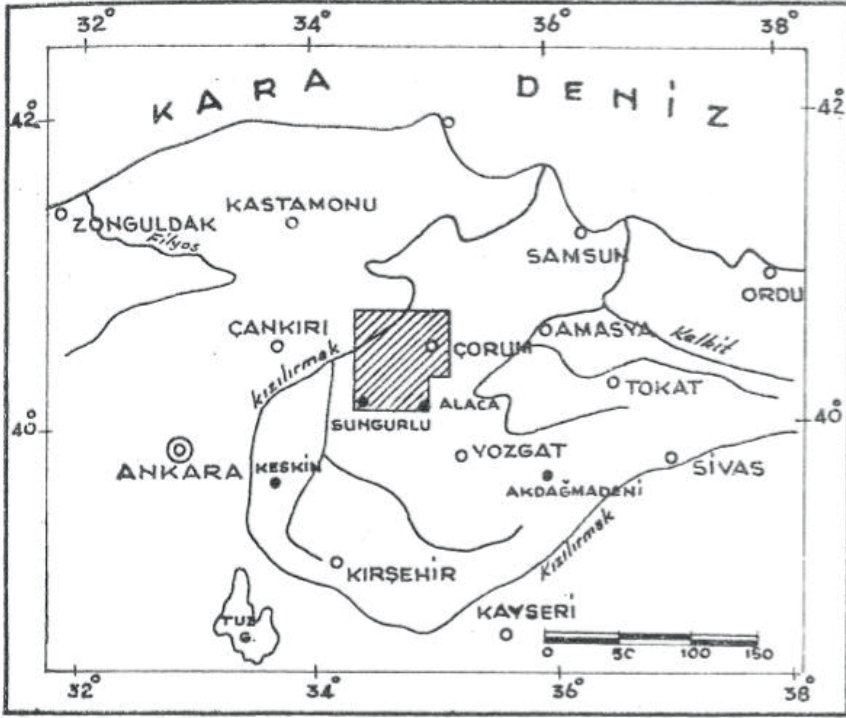 32° 34° 36° 38°
KARA DENİZ
42° 42°
KASTAMONU
ZONGULDAK
Filyos
SAMSUN
ORDU
ÇANKIRI
ÇORUM
AMASYA
Kelkit
Kızılırmak
TOKAT
SUNGURLU
ALACA
40° 40°
ANKARA
KESKİN
YOZGAT
SİVAS
AKDAĞMADENİ
KIRŞEHİR
Kızılırmak
TUZ
G.
KAYSERİ
0 50 100 150
32° 34° 36° 38°